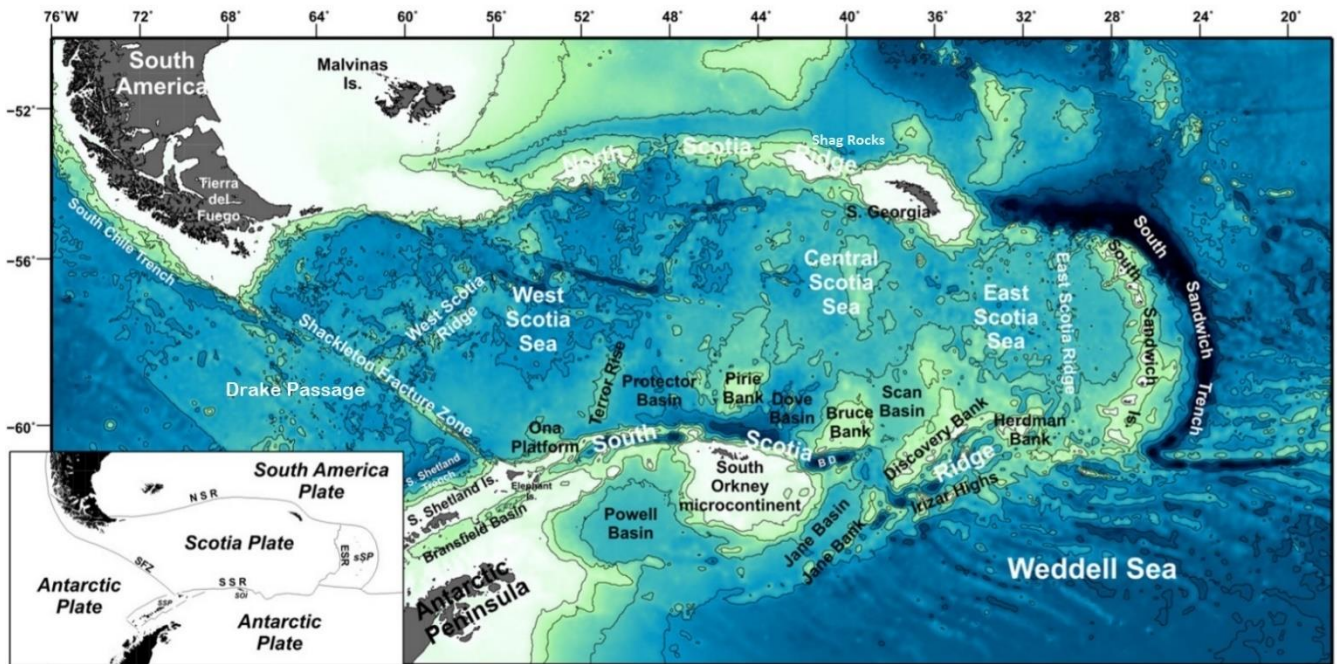 76°W
72°
68°
64°
60°
56°
52°
48°
44°
40°
36°
32°
28°
24°
20°
–52°
–56°
–60°
South
America
Malvinas
Is.
Tierra
del
Fuego
South Chile Trench
North
Scotia
Ridge
Shag Rocks
S. Georgia
South
Sandwich
Trench
South
Sandwich
Is.
East Scotia Ridge
East
Scotia
Sea
Central
Scotia
Sea
West
Scotia
Sea
West Scotia
Ridge
Shackleton Fracture Zone
Drake Passage
Terror Rise
Protector
Basin
Pirie
Bank
Dove
Basin
Bruce
Bank
Scan
Basin
Discovery Bank
Herdman
Bank
Ona
Platform
South
Scotia
Ridge
B D
Irizar Highs
S. Shetland
Trench
S. Shetland Is.
Elephant
Is.
Bransfield Basin
Powell
Basin
South
Orkney
microcontinent
Jane Basin
Jane Bank
Antarctic
Peninsula
Weddell Sea
South America
Plate
N S R
Scotia Plate
ESR
sSP
SFZ
S S R
SOI
SSP
Antarctic
Plate
Antarctic
Plate